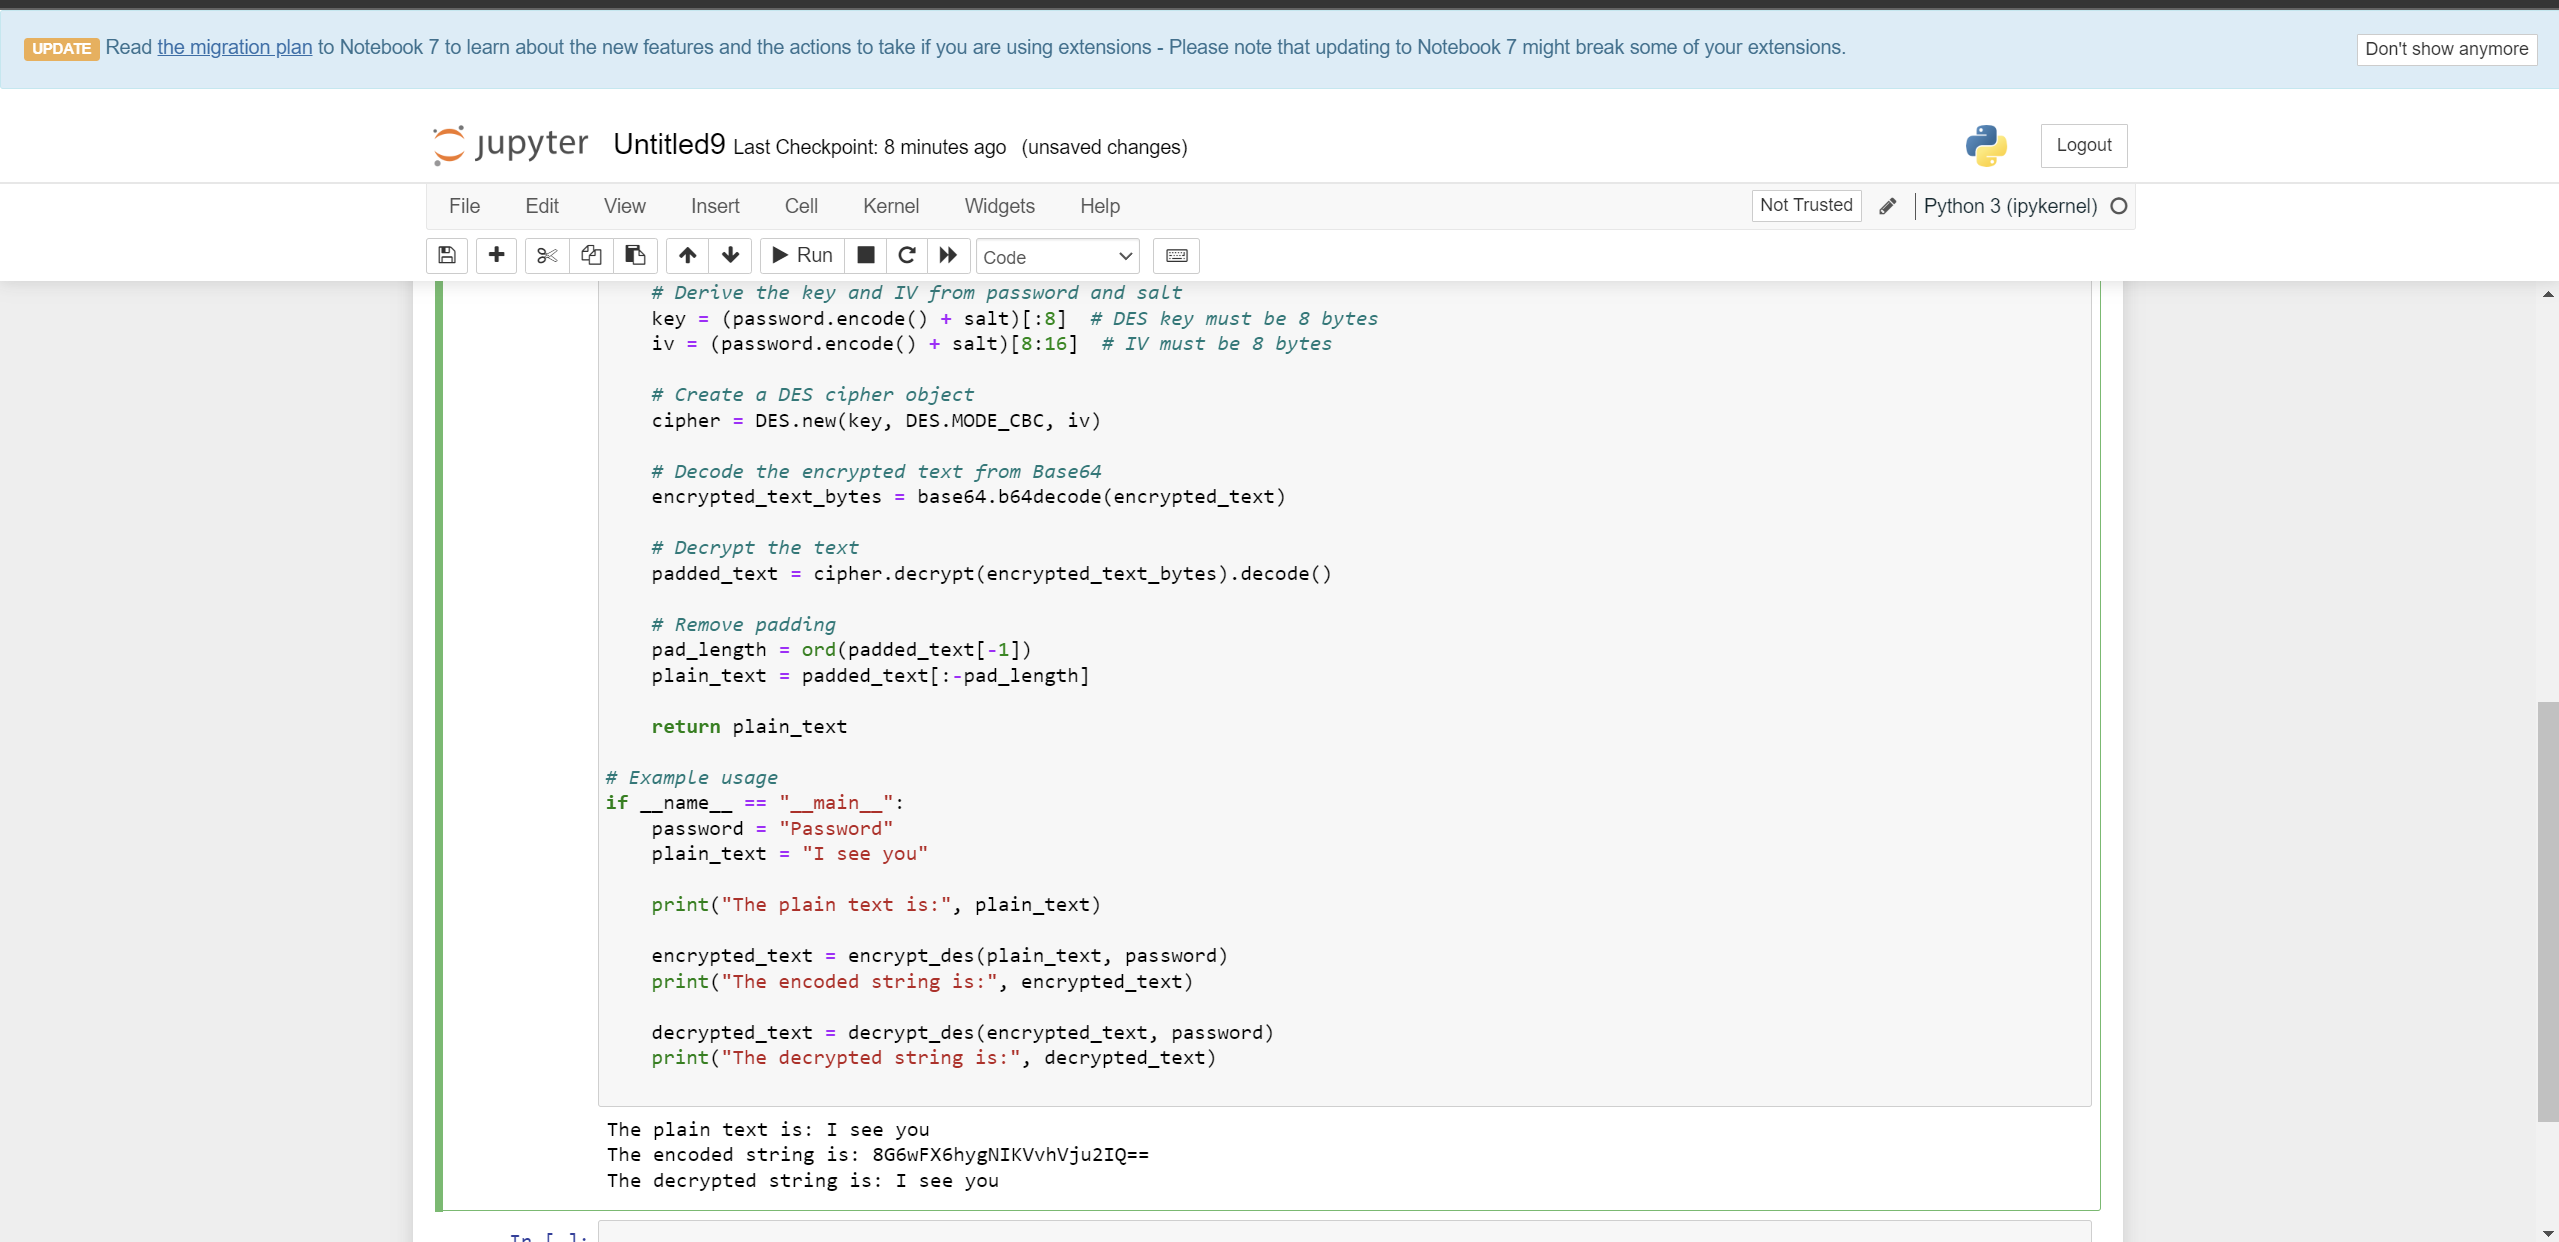 UPDATE Read the migration plan to Notebook 7 to learn about the new features and the actions to take if you are using extensions - Please note that updating to Notebook 7 might break some of your extensions.
Don't show anymore
jupyter Untitled9 Last Checkpoint: 8 minutes ago (unsaved changes)
Logout
File Edit View Insert Cell Kernel Widgets Help
Not Trusted
Python 3 (ipykernel)
Run
Code
# Derive the key and IV from password and salt
key = (password.encode() + salt)[:8]  # DES key must be 8 bytes
iv = (password.encode() + salt)[8:16]  # IV must be 8 bytes
# Create a DES cipher object
cipher = DES.new(key, DES.MODE_CBC, iv)
# Decode the encrypted text from Base64
encrypted_text_bytes = base64.b64decode(encrypted_text)
# Decrypt the text
padded_text = cipher.decrypt(encrypted_text_bytes).decode()
# Remove padding
pad_length = ord(padded_text[-1])
plain_text = padded_text[:-pad_length]
return plain_text
# Example usage
if __name__ == "__main__":
password = "Password"
plain_text = "I see you"
print("The plain text is:", plain_text)
encrypted_text = encrypt_des(plain_text, password)
print("The encoded string is:", encrypted_text)
decrypted_text = decrypt_des(encrypted_text, password)
print("The decrypted string is:", decrypted_text)
The plain text is: I see you
The encoded string is: 8G6wFX6hygNIKVvhVju2IQ==
The decrypted string is: I see you
In [ ]: